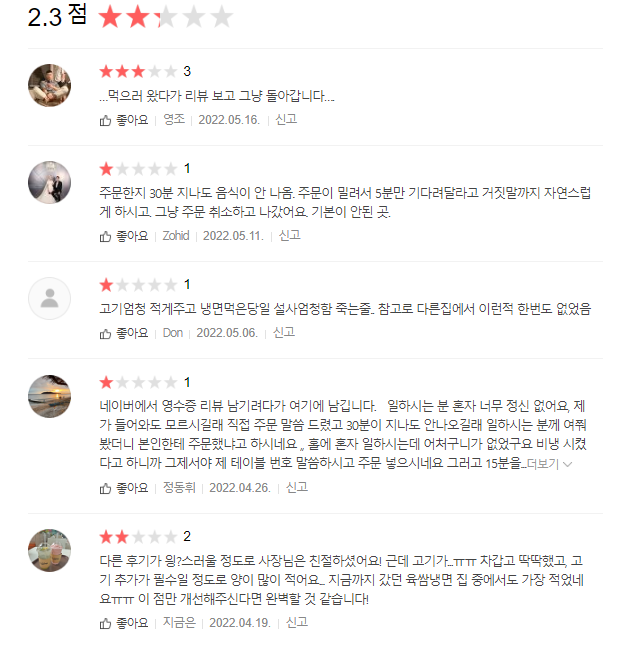 2.3 점
3
...먹으러 왔다가 리뷰 보고 그냥 돌아갑니다....
좋아요 영조 2022.05.16. 신고
1
주문한지 30분 지나도 음식이 안 나옴. 주문이 밀려서 5분만 기다려달라고 거짓말까지 자연스럽
게 하시고. 그냥 주문 취소하고 나갔어요. 기본이 안된 곳.
좋아요 Zohid 2022.05.11. 신고
1
고기엄청 적게주고 냉면먹은당일 설사엄청함 죽는줄.. 참고로 다른집에서 이런적 한번도 없었음
좋아요 Don 2022.05.06. 신고
1
네이버에서 영수증 리뷰 남기려다가 여기에 남깁니다. 일하시는 분 혼자 너무 정신 없어요, 제
가 들어와도 모르시길래 직접 주문 말씀 드렸고 30분이 지나도 안나오길래 일하시는 분께 여쭤
봤더니 본인한테 주문했냐고 하시네요 ,, 홀에 혼자 일하시는데 어처구니가 없었구요 비냉 시켰
다고 하니까 그제서야 제 테이블 번호 말씀하시고 주문 넣으시네요 그러고 15분을...더보기
좋아요 정동휘 2022.04.26. 신고
2
다른 후기가 읭?스러울 정도로 사장님은 친절하셨어요! 근데 고기가...ㅠㅠ 차갑고 딱딱했고, 고
기 추가가 필수일 정도로 양이 많이 적어요... 지금까지 갔던 육쌈냉면 집 중에서도 가장 적었네
요ㅠㅠ 이 점만 개선해주신다면 완벽할 것 같습니다!
좋아요 지금은 2022.04.19. 신고